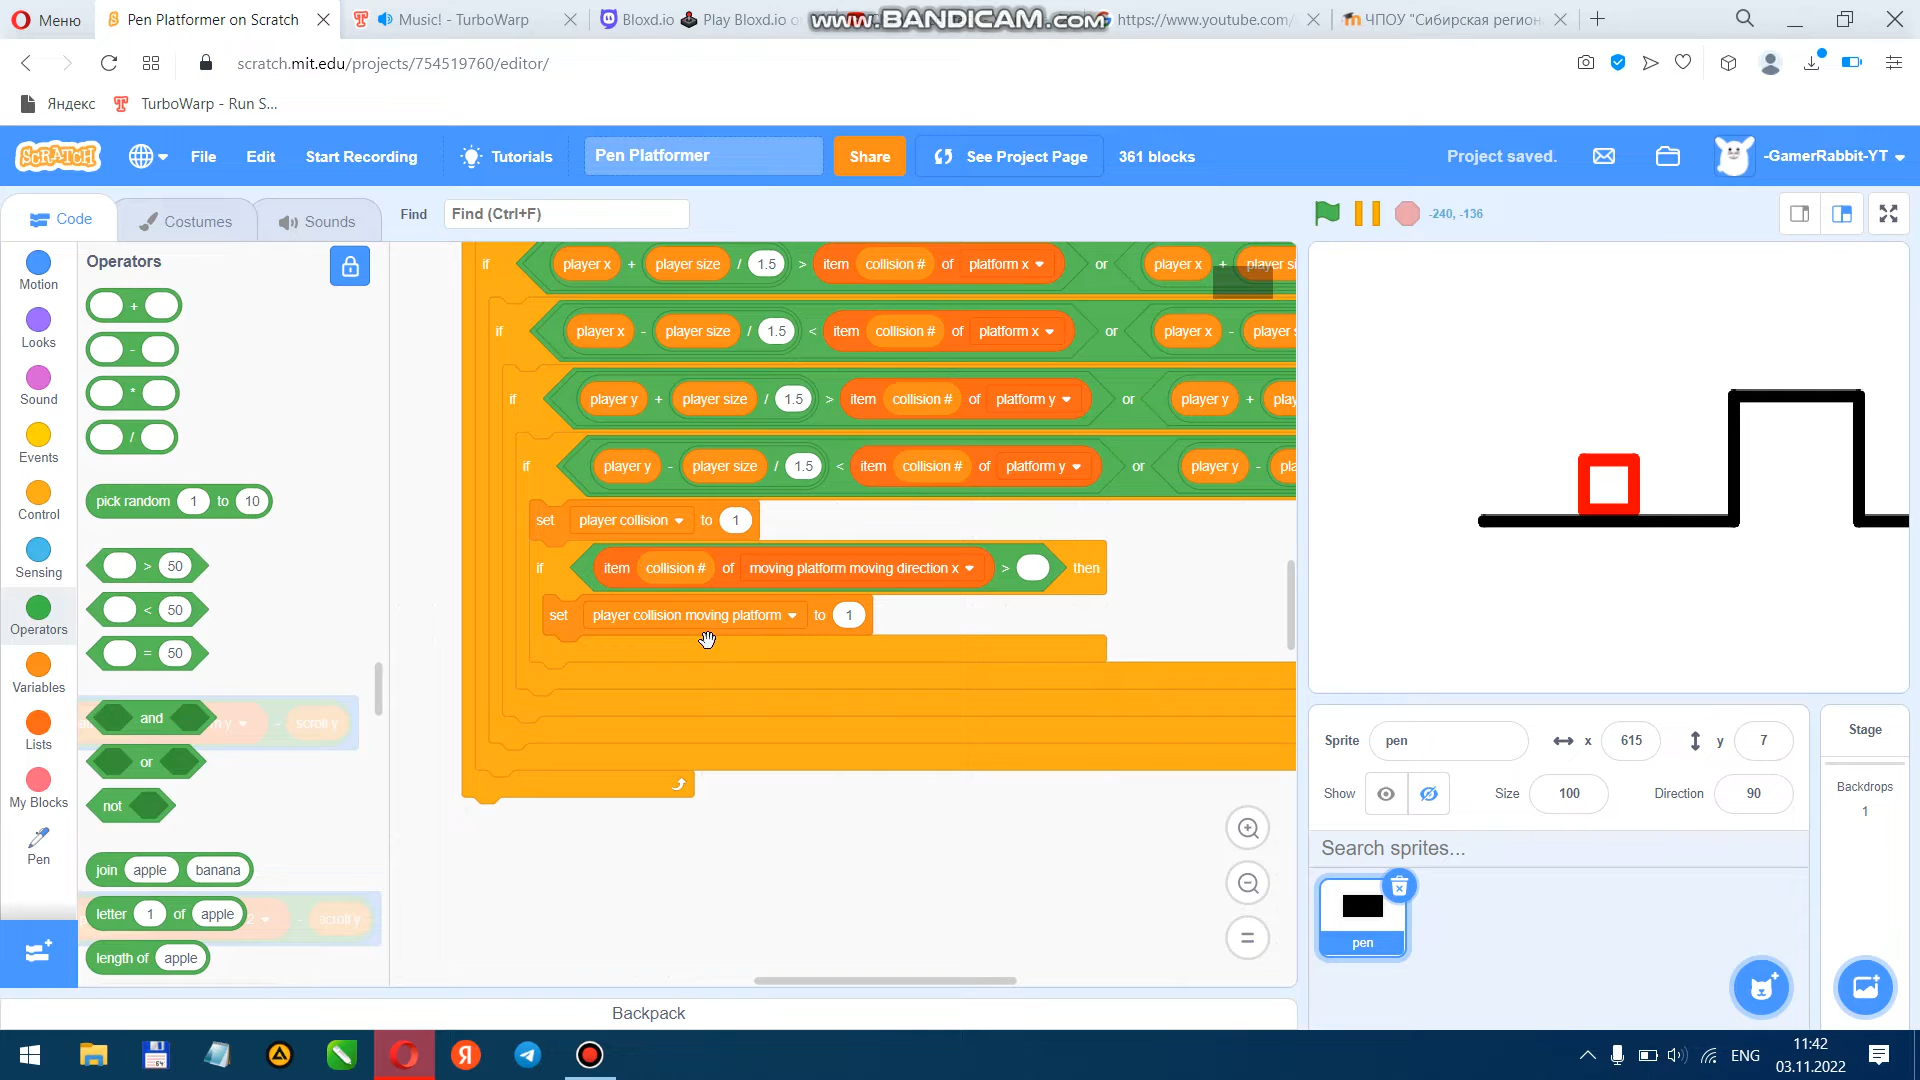 Меню
Pen Platformer on Scratch
Music! - TurboWarp
Bloxd.io
Play Bloxd.io o
www.BANDICAM.com
https://www.youtube.com/
ЧПОУ "Сибирская регион
scratch.mit.edu/projects/754519760/editor/
Яндекс
TurboWarp - Run S...
SCRATCH
File
Edit
Start Recording
Tutorials
Pen Platformer
Share
See Project Page
361 blocks
Project saved.
-GamerRabbit-YT
Code
Costumes
Sounds
Find
Find (Ctrl+F)
-240, -136
Motion
Looks
Sound
Events
Control
Sensing
Operators
Variables
Lists
My Blocks
Pen
Operators
+
-
*
/
pick random 1 to 10
> 50
< 50
= 50
and
y - scroll y
or
not
join apple banana
letter 1 of apple
2 - scroll y
length of apple
if player x + player size / 1.5 > item collision # of platform x or player x + player si
if player x - player size / 1.5 < item collision # of platform x or player x - player s
if player y + player size / 1.5 > item collision # of platform y or player y + play
if player y - player size / 1.5 < item collision # of platform y or player y - pla
set player collision to 1
if item collision # of moving platform moving direction x > then
set player collision moving platform to 1
Sprite
pen
x 615
y 7
Show
Size 100
Direction 90
Stage
Backdrops
1
Search sprites...
pen
Backpack
64
Я
ENG
11:42
03.11.2022